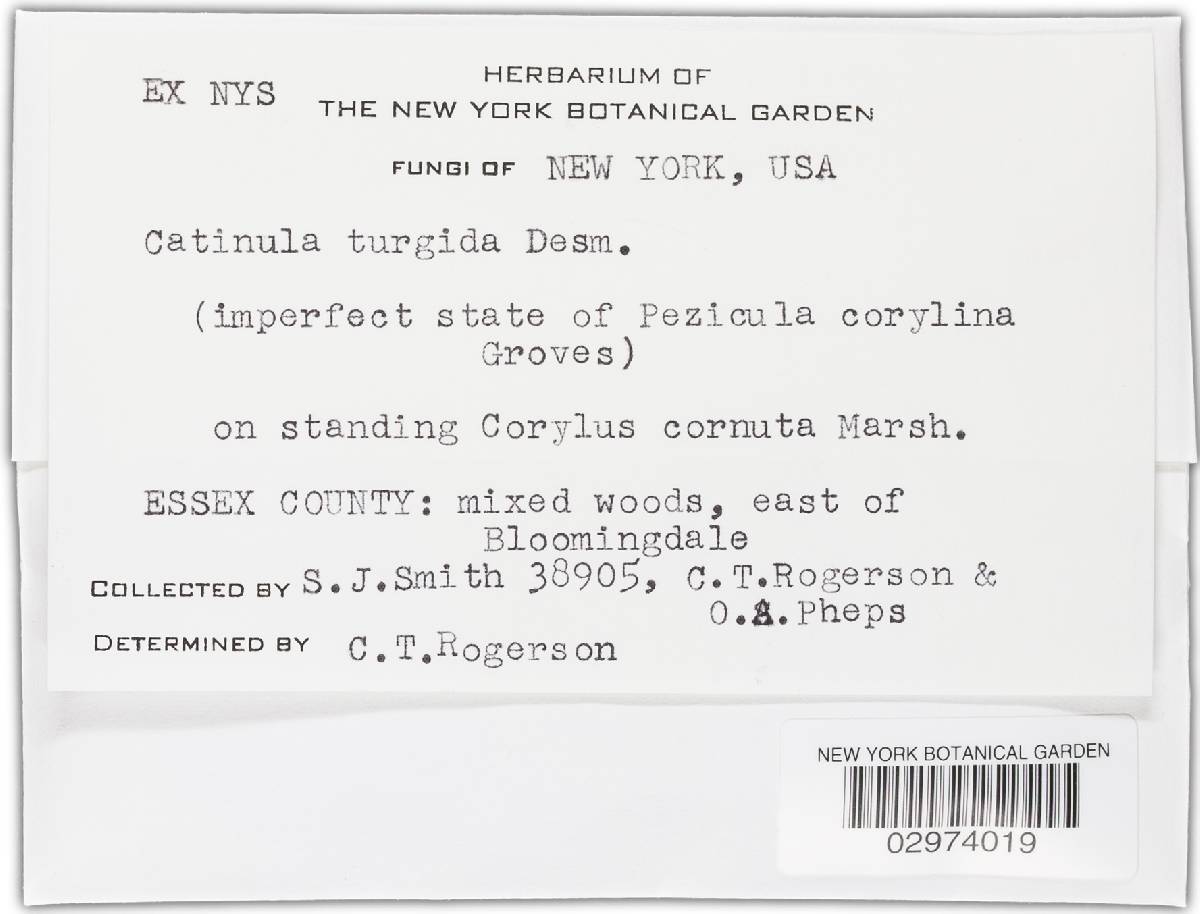 EX NYS
HERBARIUM OF
THE NEW YORK BOTANICAL GARDEN
FUNGI OF NEW YORK, USA
Catinula turgida Desm.
(imperfect state of Pezicula corylina
Groves)
on standing Corylus cornuta Marsh.
ESSEX COUNTY: mixed woods, east of
Bloomingdale
COLLECTED BY S.J.Smith 38905, C.T.Rogerson &
O.A.Pheps
DETERMINED BY C.T.Rogerson
NEW YORK BOTANICAL GARDEN
02974019